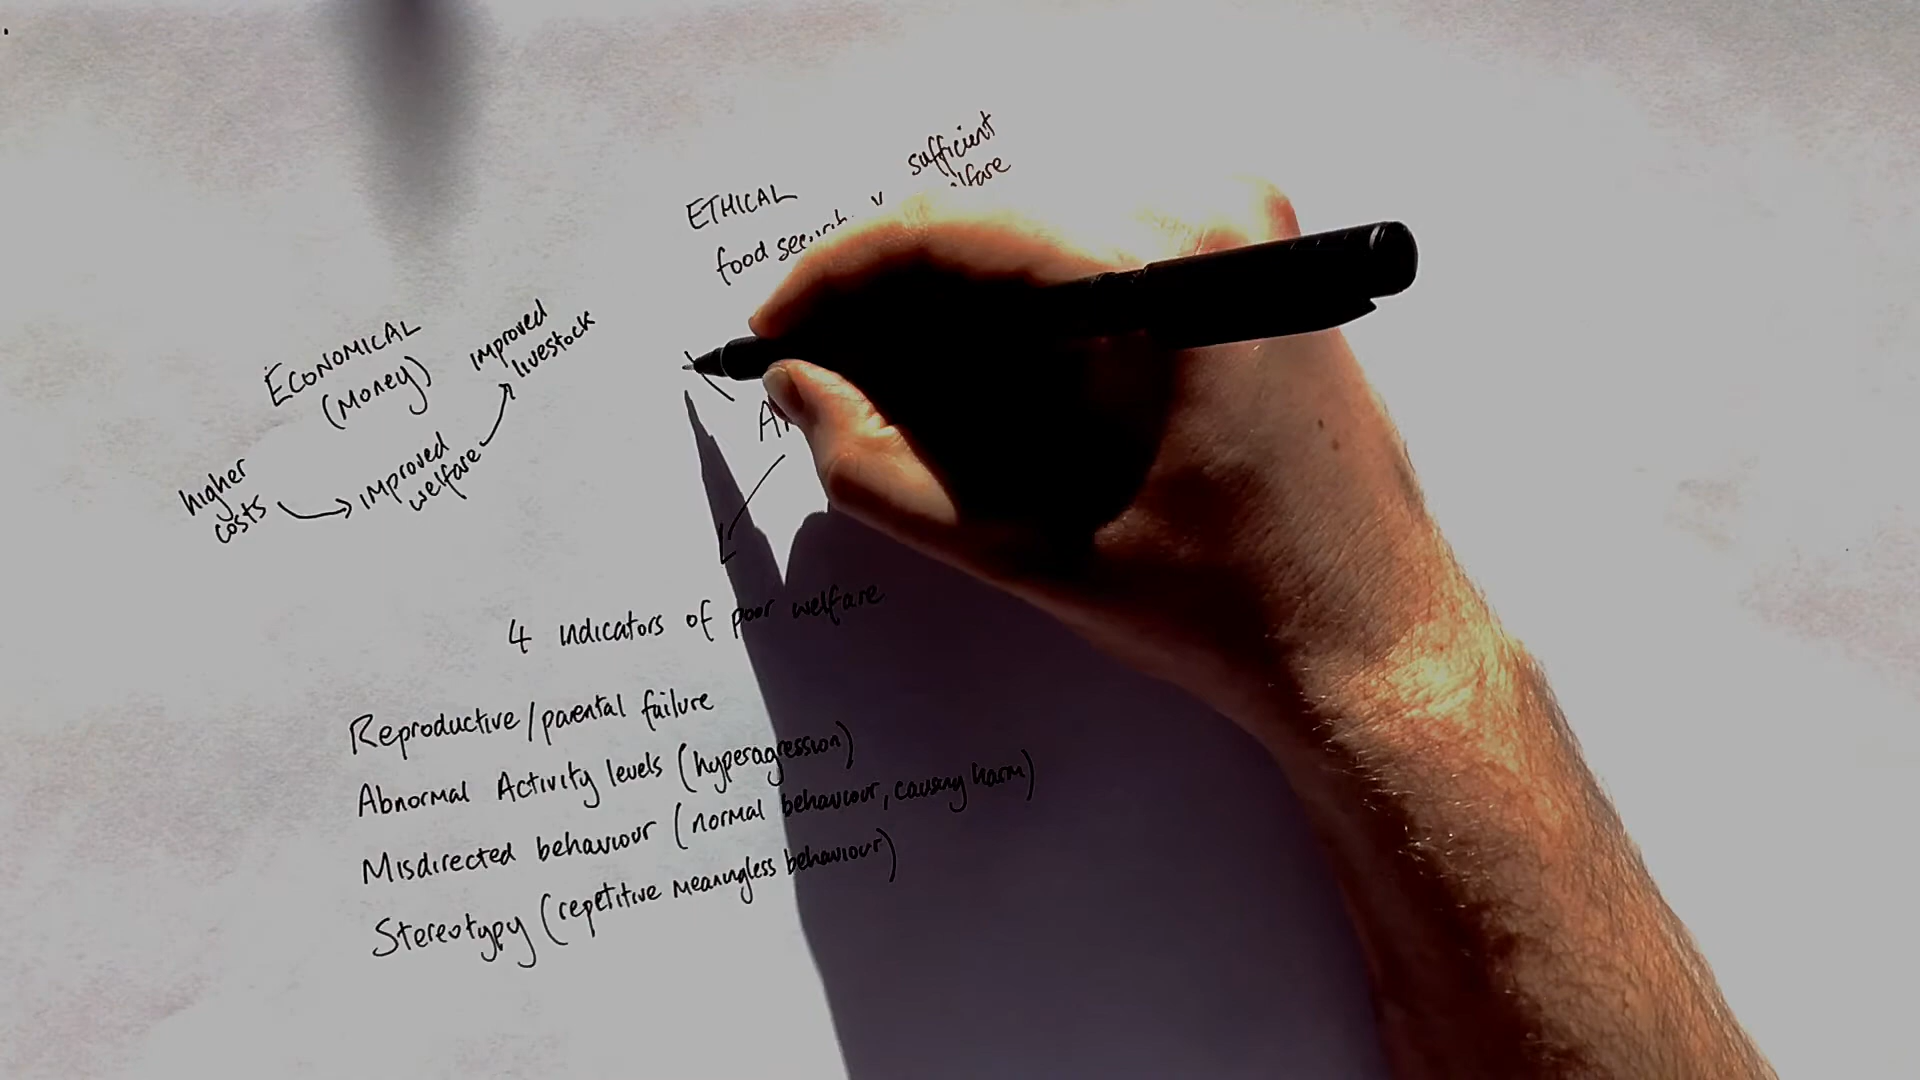 sufficient
ETHICAL
food v
ECONOMICAL
(Money)
improved
livestock
higher
costs
improved
welfare
4 indicators of poor welfare
Reproductive/parental failure
Abnormal Activity levels (hyperagression)
Misdirected behaviour (normal behaviour, causing harm)
Stereotypy (repetitive meaningless behaviour)